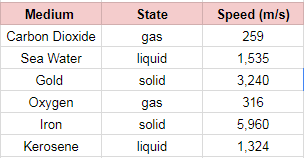 Medium State Speed (m/s)
Carbon Dioxide gas 259
Sea Water liquid 1,535
Gold solid 3,240
Oxygen gas 316
Iron solid 5,960
Kerosene liquid 1,324